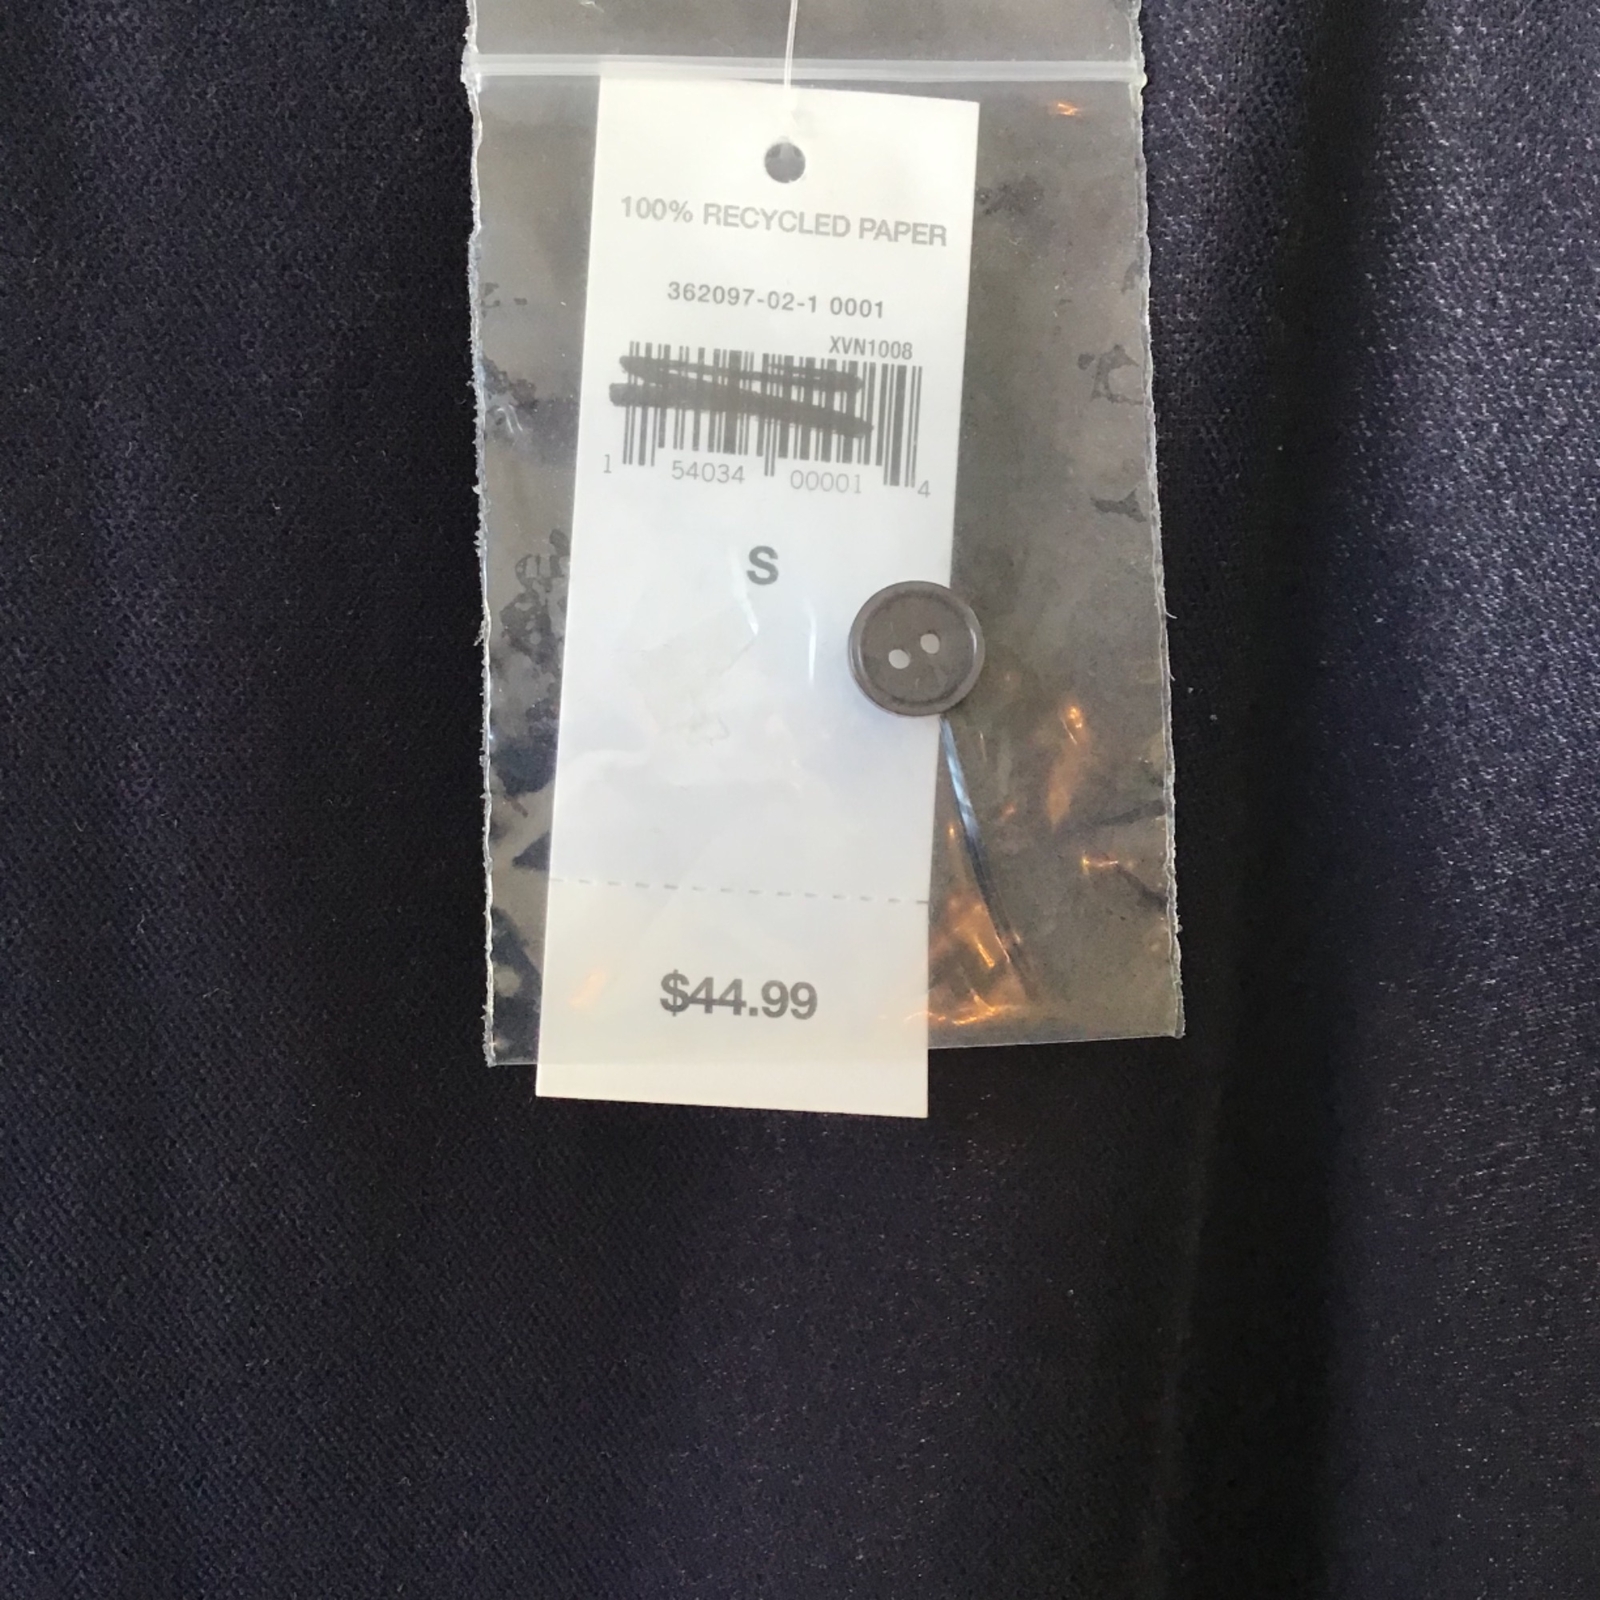 100% RECYCLED PAPER
362097-02-1 0001
XVN1008
1 54034 00001 4
S
$44.99